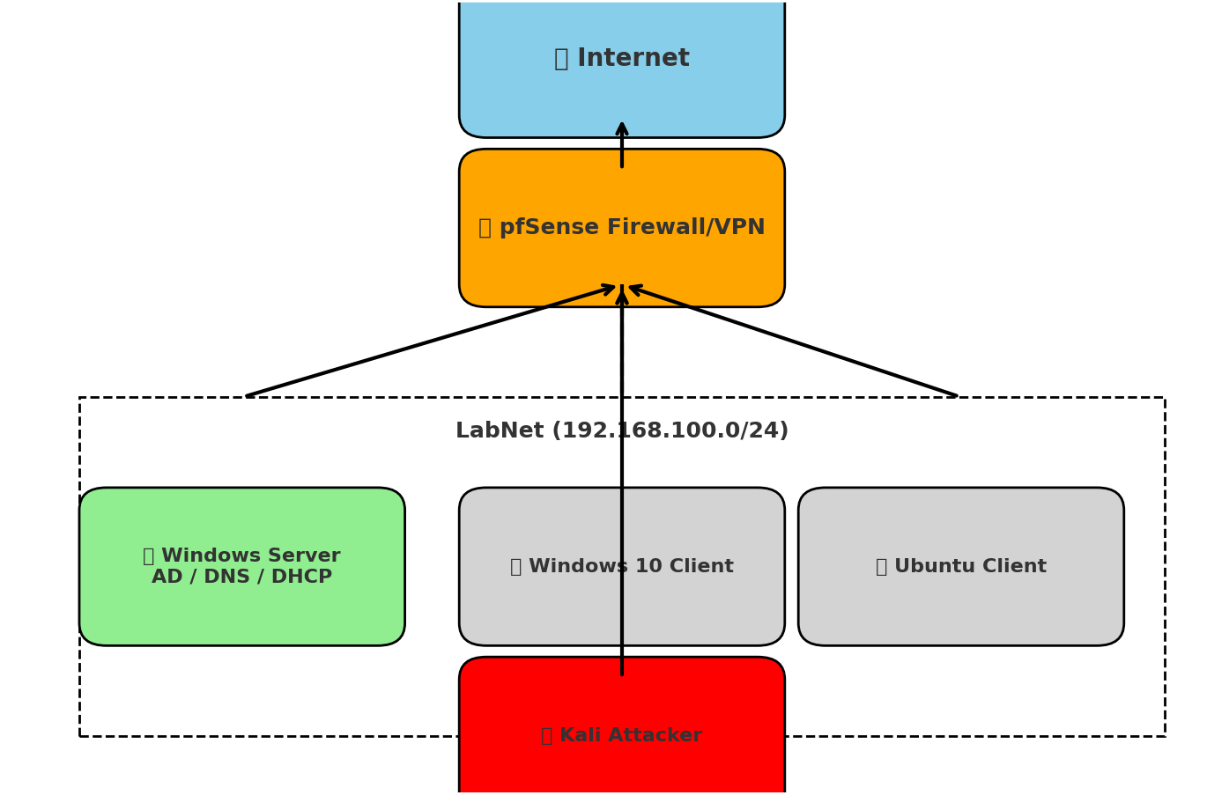 ▯ Internet
▯ pfSense Firewall/VPN
LabNet (192.168.100.0/24)
▯ Windows Server
AD / DNS / DHCP
▯ Windows 10 Client
▯ Ubuntu Client
▯ Kali Attacker